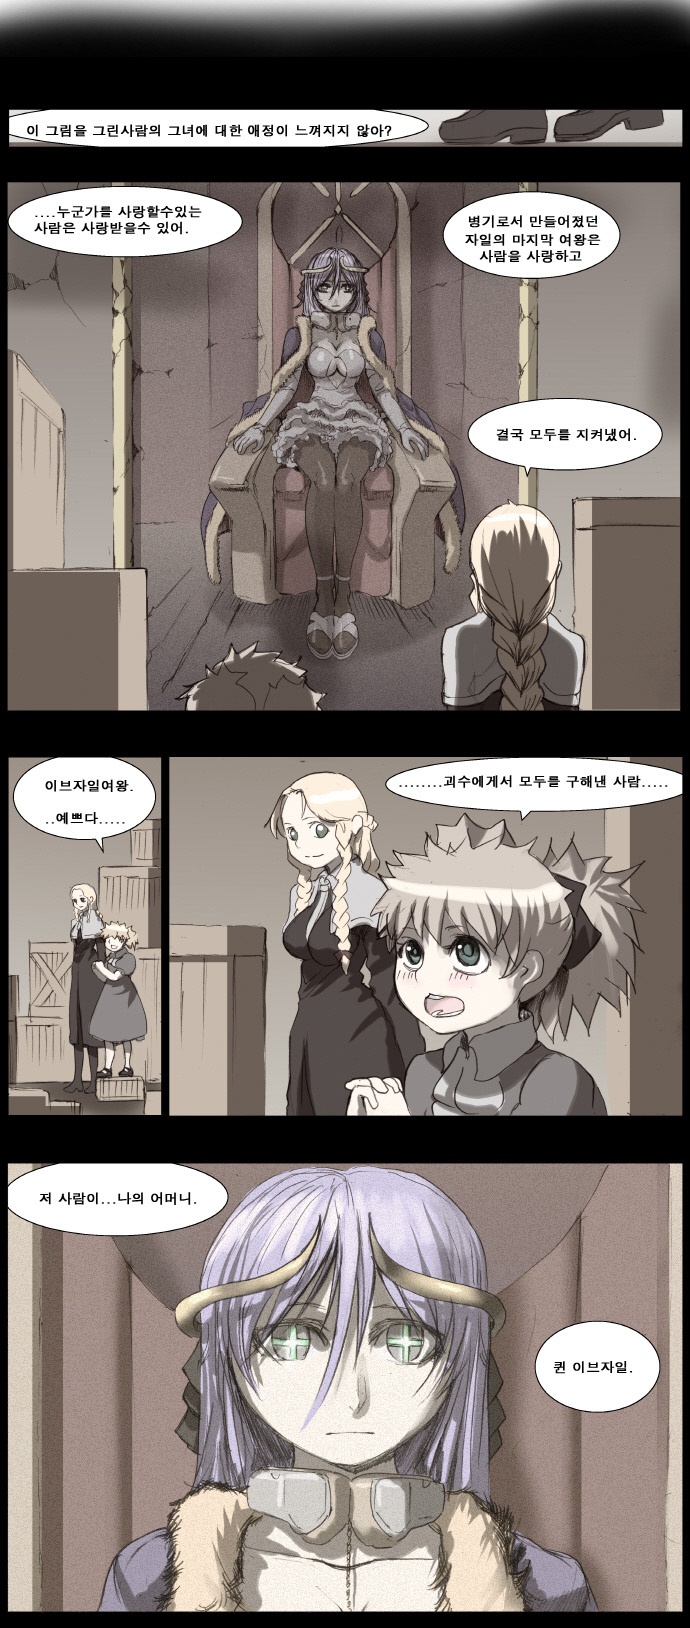 이 그림을 그린사람의 그녀에 대한 애정이 느껴지지 않아?
....누군가를 사랑할수있는
사람은 사랑받을수 있어.
병기로서 만들어졌던
자일의 마지막 여왕은
사람을 사랑하고
결국 모두를 지켜냈어.
이브자일여왕.
..예쁘다.....
........괴수에게서 모두를 구해낸 사람.....
저 사람이...나의 어머니.
퀸 이브자일.